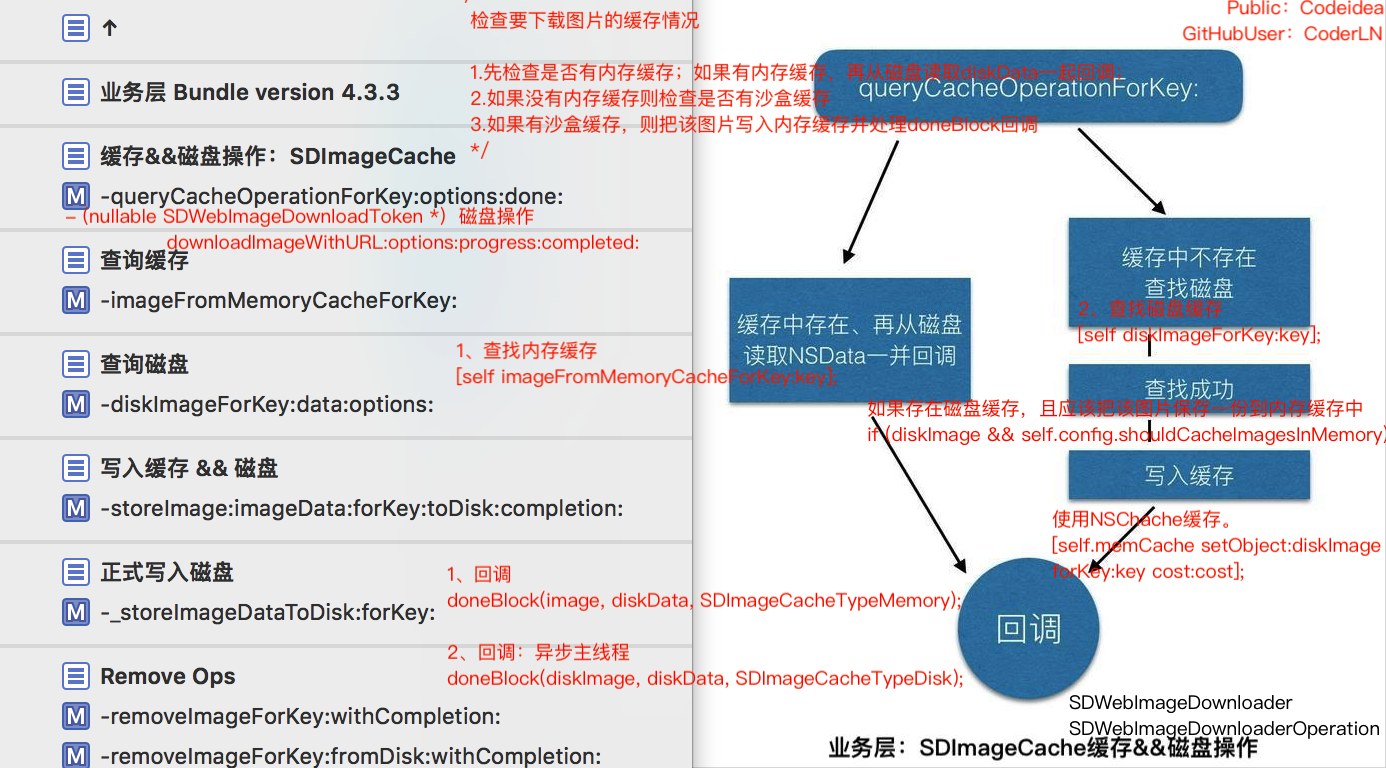 ↑
业务层 Bundle version 4.3.3
缓存&&磁盘操作：SDImageCache
-queryCacheOperationForKey:options:done:
- (nullable SDWebImageDownloadToken *) 磁盘操作
downloadImageWithURL:options:progress:completed:
查询缓存
-imageFromMemoryCacheForKey:
查询磁盘
-diskImageForKey:data:options:
写入缓存 && 磁盘
-storeImage:imageData:forKey:toDisk:completion:
正式写入磁盘
-_storeImageDataToDisk:forKey:
Remove Ops
-removeImageForKey:withCompletion:
-removeImageForKey:fromDisk:withCompletion:
检查要下载图片的缓存情况
1.先检查是否有内存缓存；如果有内存缓存，再从磁盘读取diskData一起回调；
2.如果没有内存缓存则检查是否有沙盒缓存
3.如果有沙盒缓存，则把该图片写入内存缓存并处理doneBlock回调
*/
Public：Codeidea
GitHubUser：CoderLN
queryCacheOperationForKey:
缓存中存在、再从磁盘
读取NSData一并回调
1、查找内存缓存
[self imageFromMemoryCacheForKey:key];
缓存中不存在
查找磁盘
2、查找磁盘缓存
[self diskImageForKey:key];
查找成功
如果存在磁盘缓存，且应该把该图片保存一份到内存缓存中
if (diskImage && self.config.shouldCacheImagesInMemory)
写入缓存
使用NSChache缓存。
[self.memCache setObject:diskImage
forKey:key cost:cost];
1、回调
doneBlock(image, diskData, SDImageCacheTypeMemory);
2、回调：异步主线程
doneBlock(diskImage, diskData, SDImageCacheTypeDisk);
回调
SDWebImageDownloader
SDWebImageDownloaderOperation
业务层：SDImageCache缓存&&磁盘操作